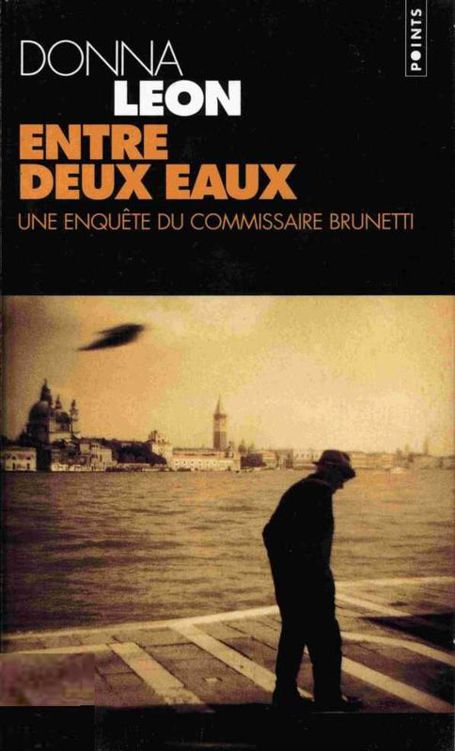 DONNA
LEON
ENTRE
DEUX EAUX
UNE ENQUÊTE DU COMMISSAIRE BRUNETTI
POINTS